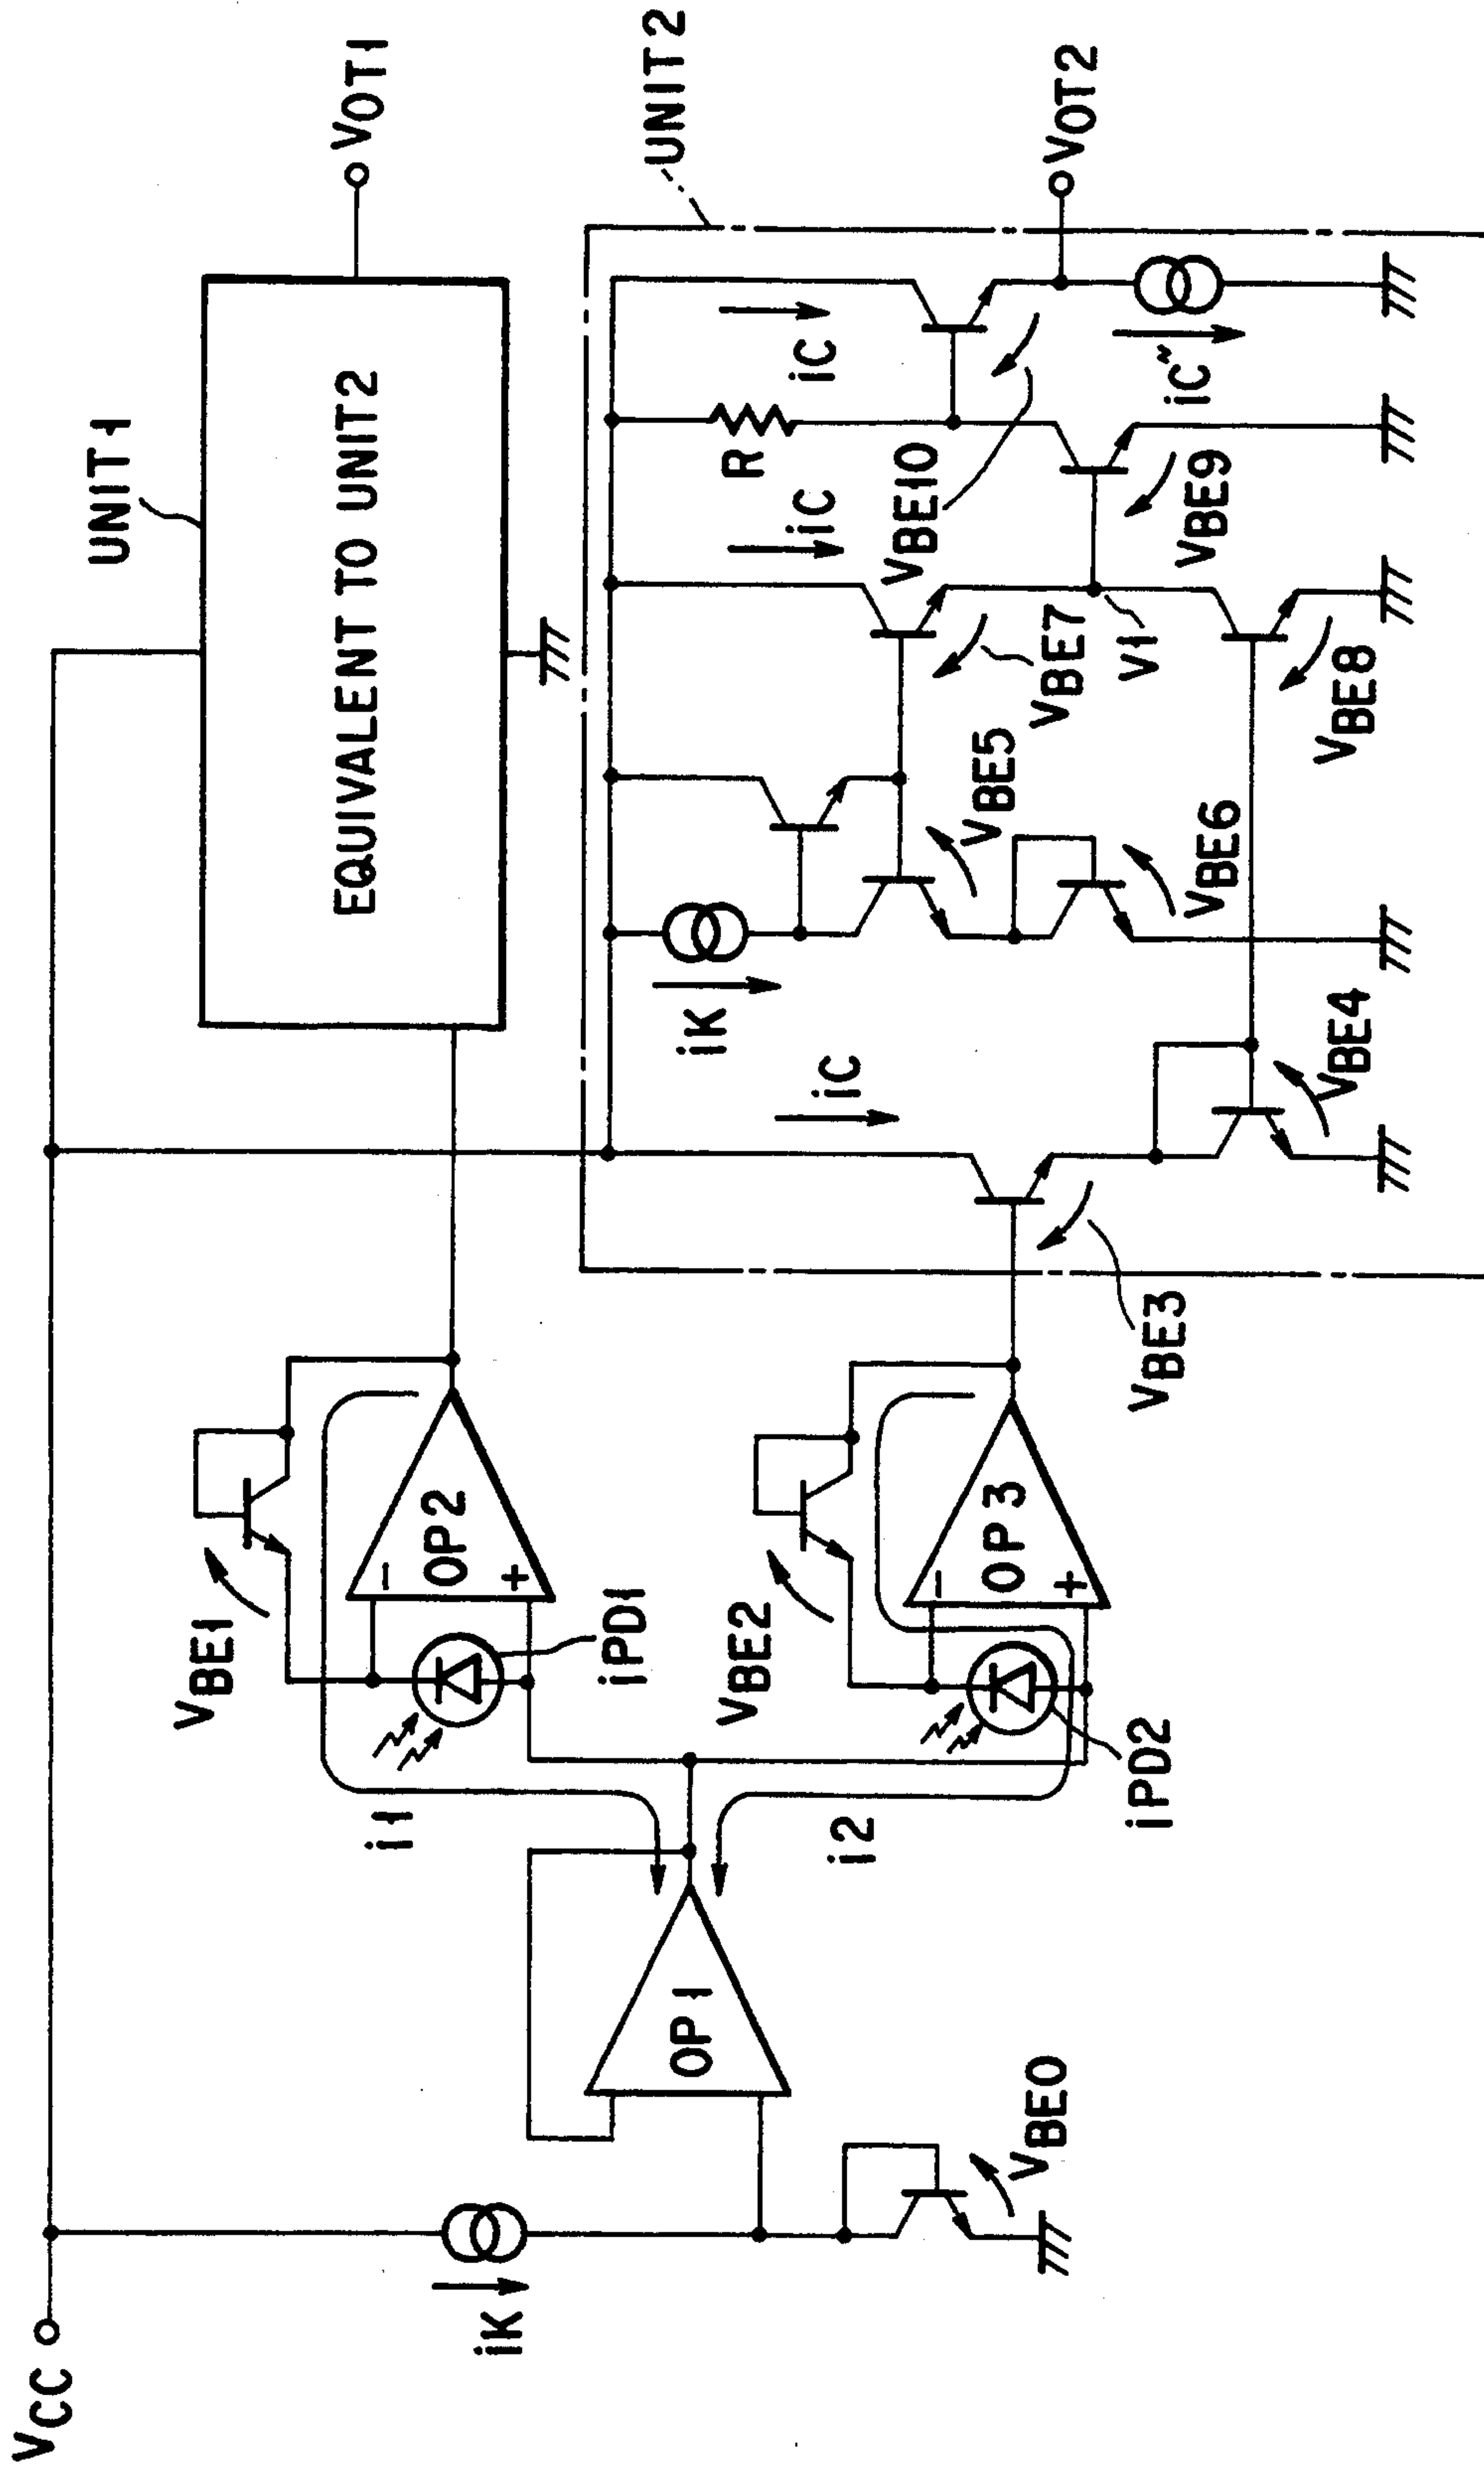 VCC
iK
VBE0
OP1
i1
i2
VBE1
iPD1
- OP2 +
VBE2
iPD2
- OP3 +
UNIT1
EQUIVALENT TO UNIT2
VOT1
UNIT2
VBE3
iC
VBE4
iK
VBE5
VBE6
VBE7
iC
V1
VBE8
R
VBE9
VBE10
iC
iC"
VOT2